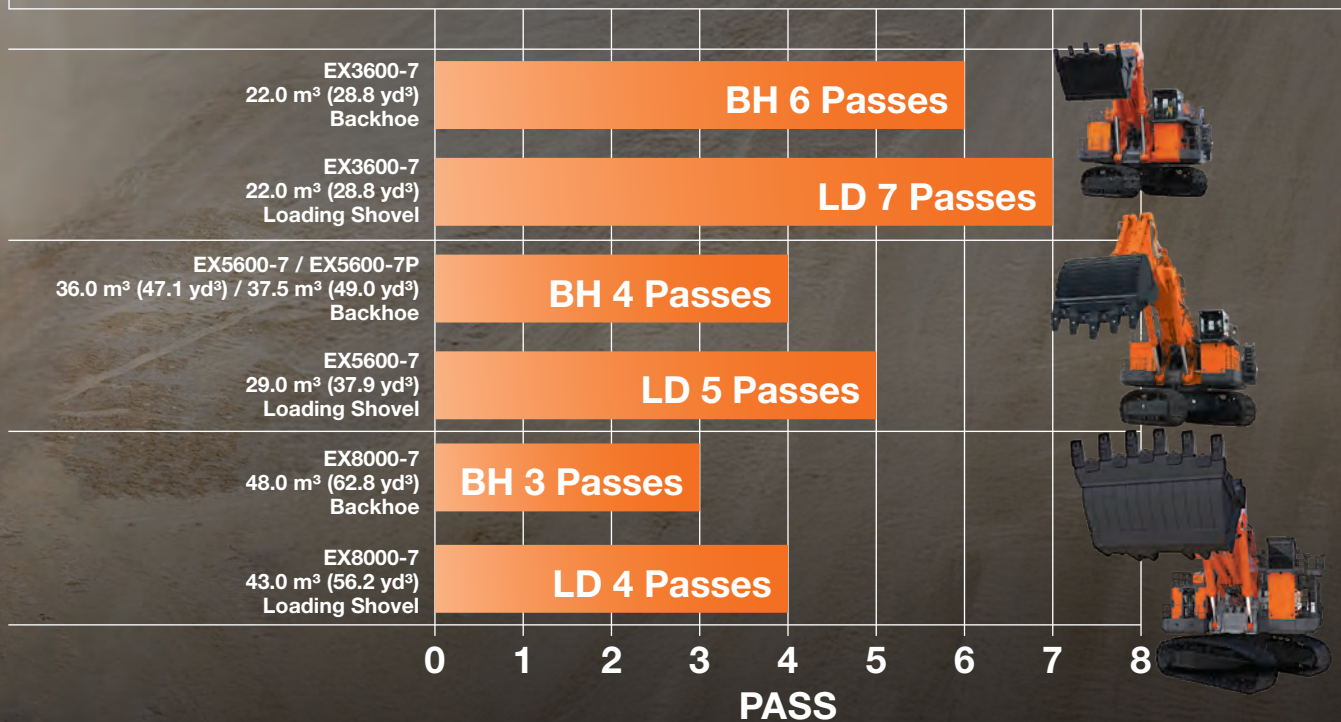 EX3600-7
22.0 m³ (28.8 yd³)
Backhoe
BH 6 Passes
EX3600-7
22.0 m³ (28.8 yd³)
Loading Shovel
LD 7 Passes
EX5600-7 / EX5600-7P
36.0 m³ (47.1 yd³) / 37.5 m³ (49.0 yd³)
Backhoe
BH 4 Passes
EX5600-7
29.0 m³ (37.9 yd³)
Loading Shovel
LD 5 Passes
EX8000-7
48.0 m³ (62.8 yd³)
Backhoe
BH 3 Passes
EX8000-7
43.0 m³ (56.2 yd³)
Loading Shovel
LD 4 Passes
0 1 2 3 4 5 6 7 8
PASS